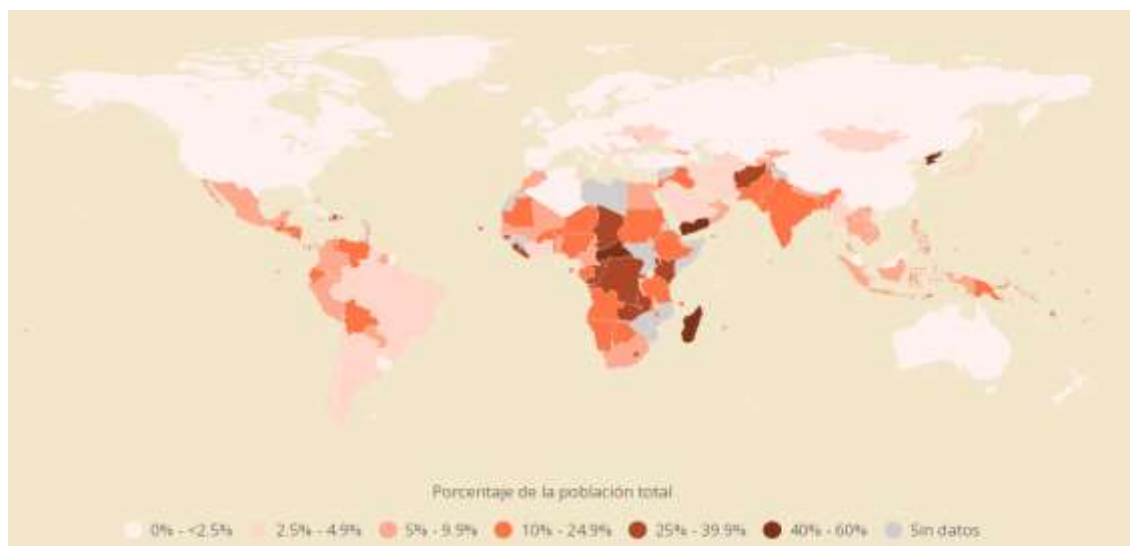 Porcentaje de la población total
0% - <2.5% 2.5% - 4.9% 5% - 9.9% 10% - 24.9% 25% - 39.9% 40% - 60% Sin datos